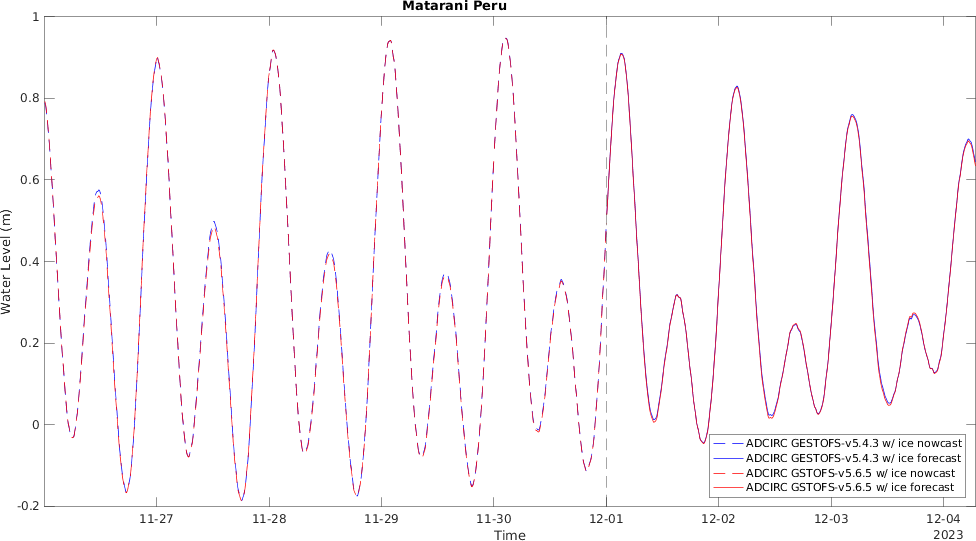 Matarani Peru
Water Level (m)
1
0.8
0.6
0.4
0.2
0
-0.2
11-27
11-28
11-29
11-30
12-01
12-02
12-03
12-04
Time
2023
ADCIRC GESTOFS-v5.4.3 w/ ice nowcast
ADCIRC GESTOFS-v5.4.3 w/ ice forecast
ADCIRC GSTOFS-v5.6.5 w/ ice nowcast
ADCIRC GSTOFS-v5.6.5 w/ ice forecast